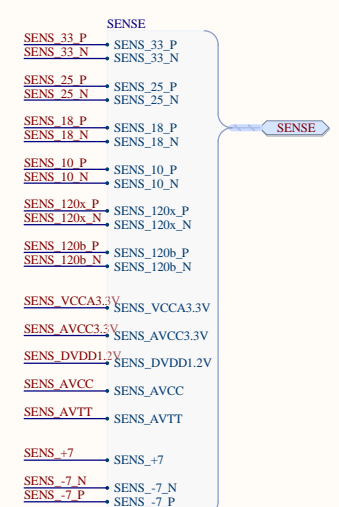 SENSE
SENS_33_P SENS_33_P
SENS_33_N SENS_33_N
SENS_25_P SENS_25_P
SENS_25_N SENS_25_N
SENS_18_P SENS_18_P
SENS_18_N SENS_18_N
SENSE
SENS_10_P SENS_10_P
SENS_10_N SENS_10_N
SENS_120x_P SENS_120x_P
SENS_120x_N SENS_120x_N
SENS_120b_P SENS_120b_P
SENS_120b_N SENS_120b_N
SENS_VCCA3.3V SENS_VCCA3.3V
SENS_AVCC3.3V SENS_AVCC3.3V
SENS_DVDD1.2V SENS_DVDD1.2V
SENS_AVCC SENS_AVCC
SENS_AVTT SENS_AVTT
SENS_+7 SENS_+7
SENS_-7_N SENS_-7_N
SENS_-7_P SENS_-7_P